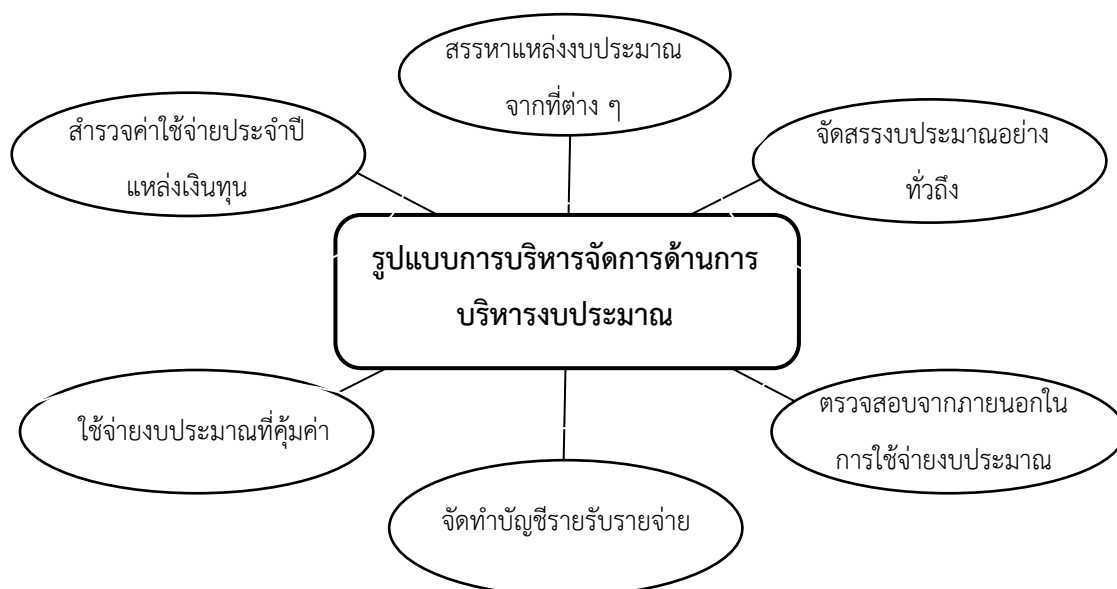 สรรหาแหล่งงบประมาณ
จากที่ต่าง ๆ
สำรวจค่าใช้จ่ายประจำปี
แหล่งเงินทุน
จัดสรรงบประมาณอย่าง
ทั่วถึง
รูปแบบการบริหารจัดการด้านการ
บริหารงบประมาณ
ใช้จ่ายงบประมาณที่คุ้มค่า
ตรวจสอบจากภายนอกใน
การใช้จ่ายงบประมาณ
จัดทำบัญชีรายรับรายจ่าย